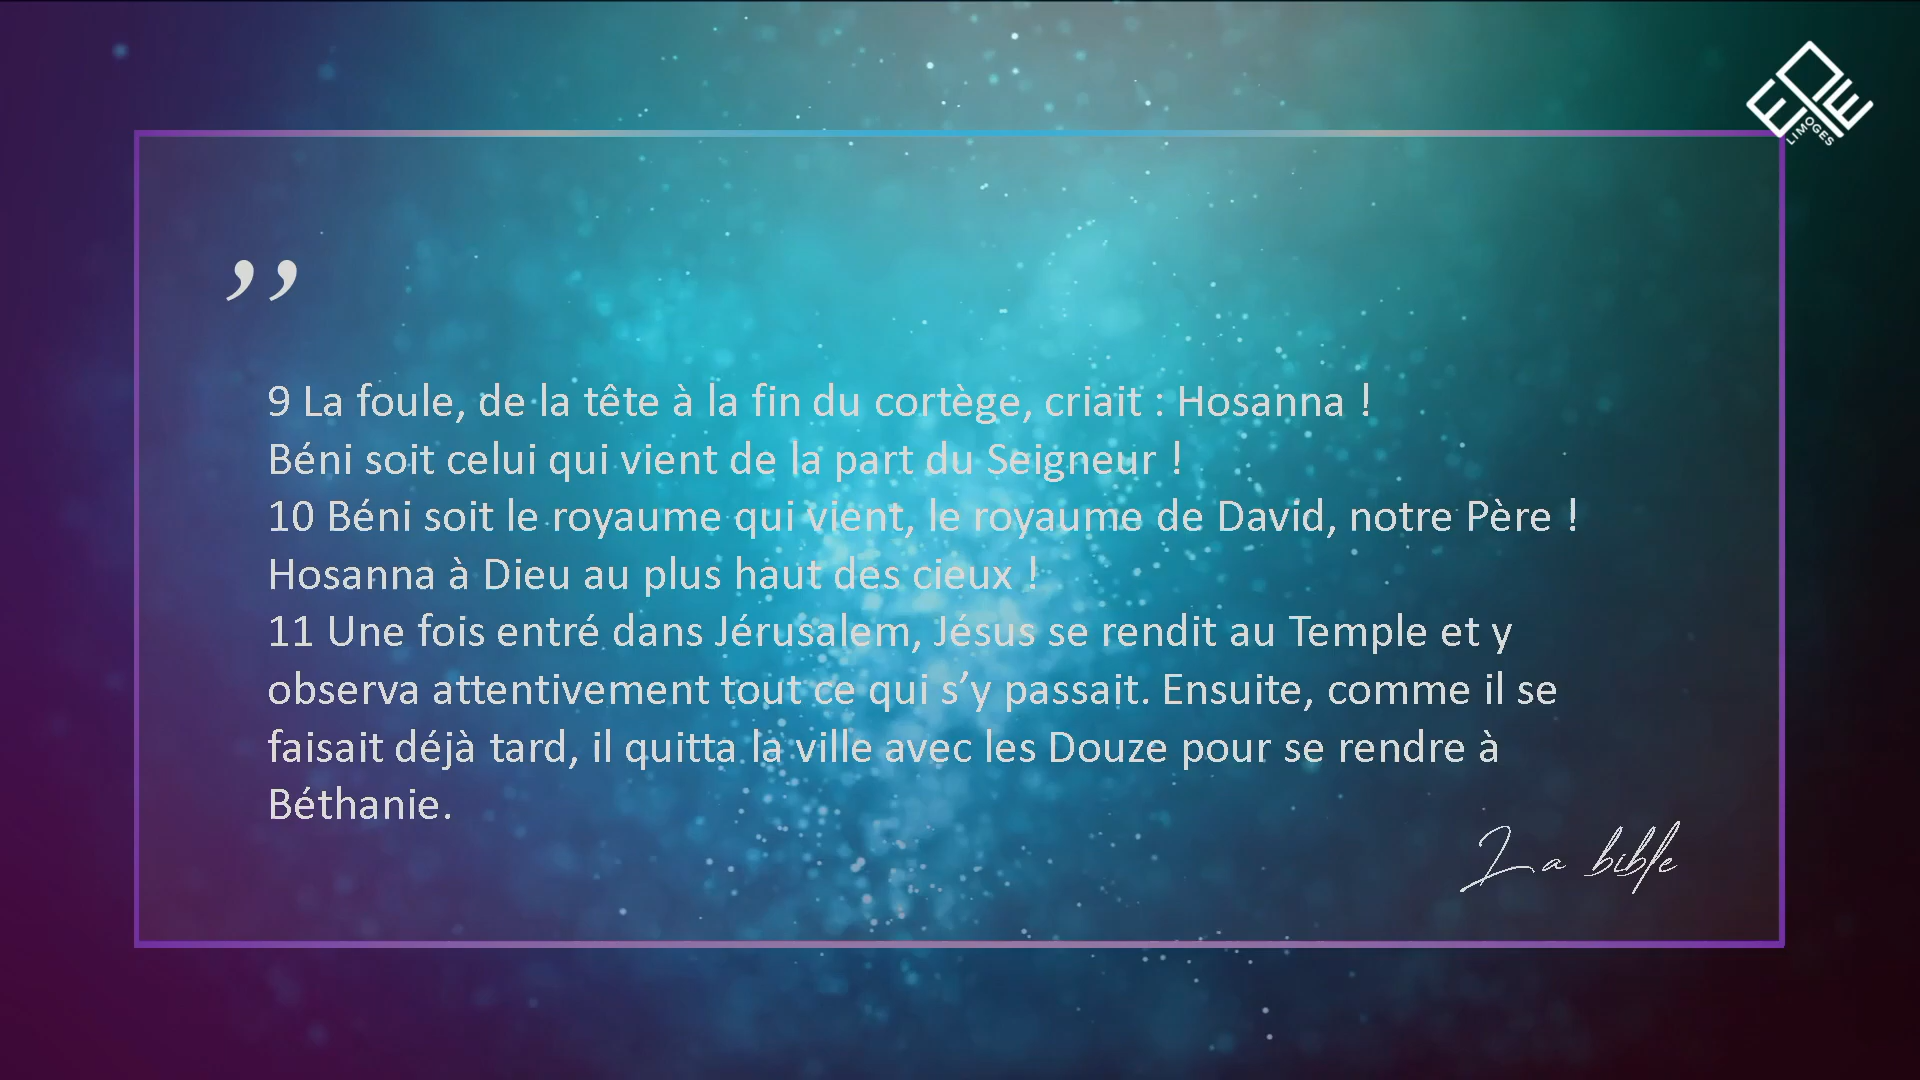 EPE
LIMOGES
”
9 La foule, de la tête à la fin du cortège, criait : Hosanna !
Béni soit celui qui vient de la part du Seigneur !
10 Béni soit le royaume qui vient, le royaume de David, notre Père !
Hosanna à Dieu au plus haut des cieux !
11 Une fois entré dans Jérusalem, Jésus se rendit au Temple et y
observa attentivement tout ce qui s’y passait. Ensuite, comme il se
faisait déjà tard, il quitta la ville avec les Douze pour se rendre à
Béthanie.
La bible